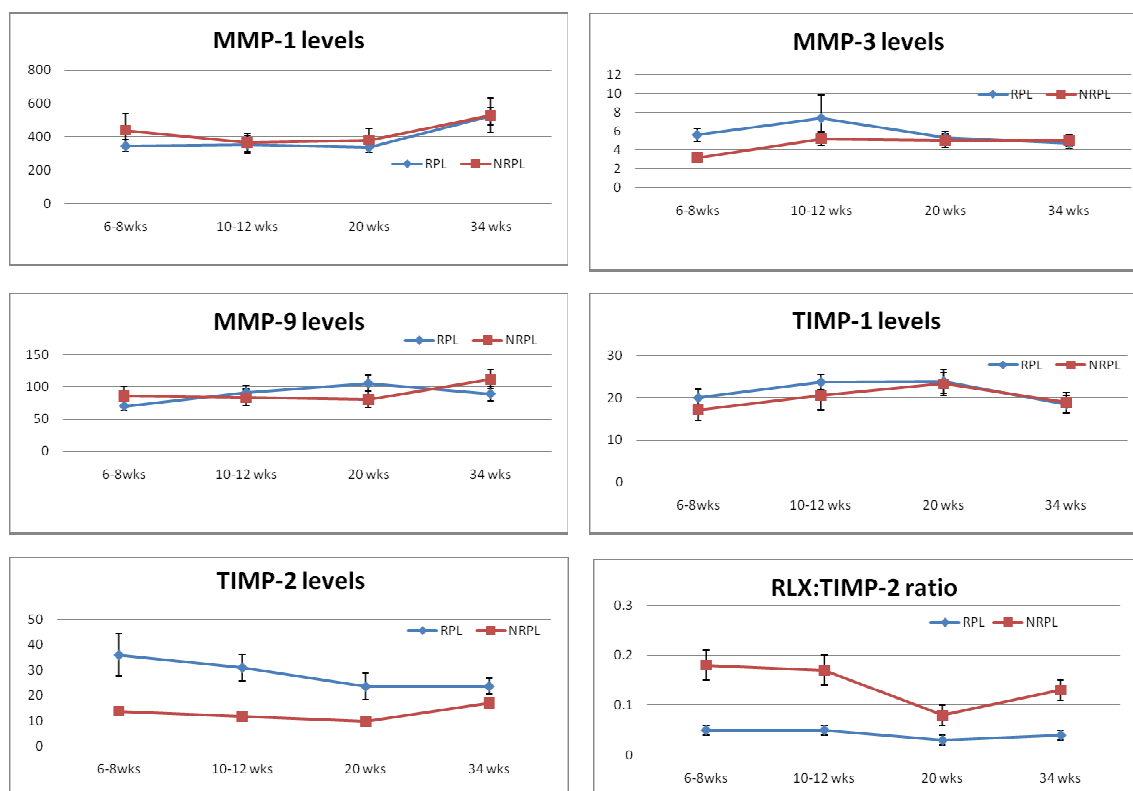 MMP-1 levels
800
600
400
200
0
RPL NRPL
6-8wks 10-12 wks 20 wks 34 wks
MMP-3 levels
12
10
8
6
4
2
0
RPL NRPL
6-8wks 10-12 wks 20 wks 34 wks
MMP-9 levels
RPL NRPL
150
100
50
0
6-8wks 10-12 wks 20 wks 34 wks
TIMP-1 levels
30
20
10
0
RPL NRPL
6-8wks 10-12 wks 20 wks 34 wks
TIMP-2 levels
50
40
30
20
10
0
RPL NRPL
6-8wks 10-12 wks 20 wks 34 wks
RLX:TIMP-2 ratio
0.3
0.2
0.1
0
RPL NRPL
6-8wks 10-12 wks 20 wks 34 wks